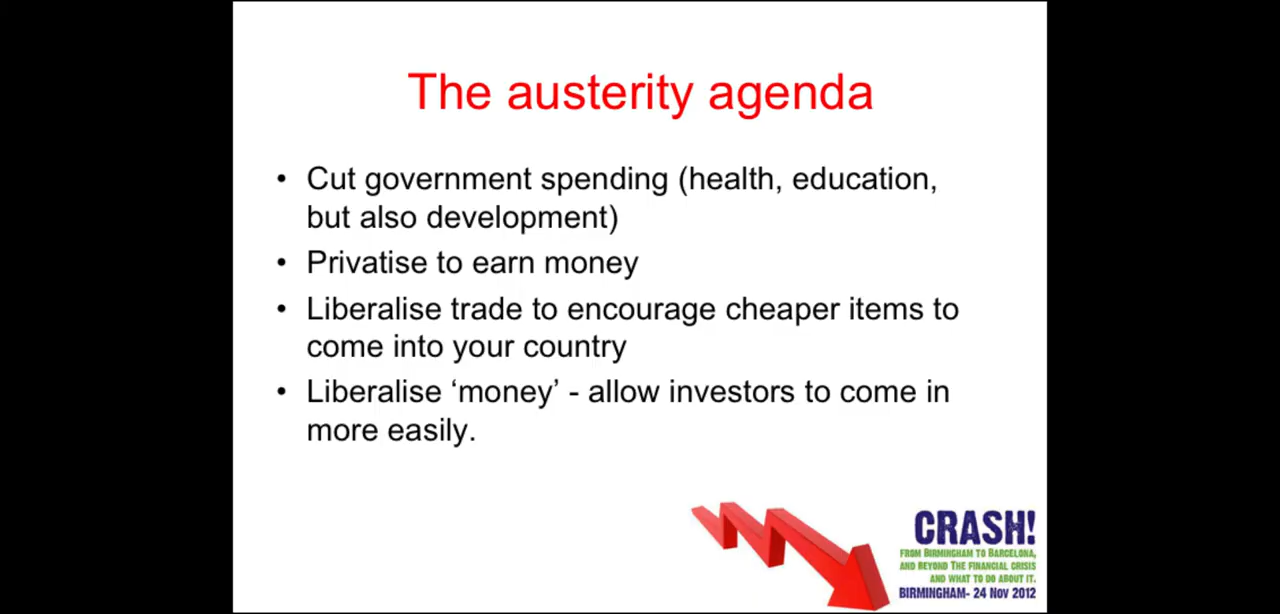 The austerity agenda
• Cut government spending (health, education,
but also development)
• Privatise to earn money
• Liberalise trade to encourage cheaper items to
come into your country
• Liberalise ‘money’ - allow investors to come in
more easily.
CRASH!
FROM BIRMINGHAM TO BARCELONA,
AND BEYOND THE FINANCIAL CRISIS
AND WHAT TO DO ABOUT IT.
BIRMINGHAM- 24 NOV 2012